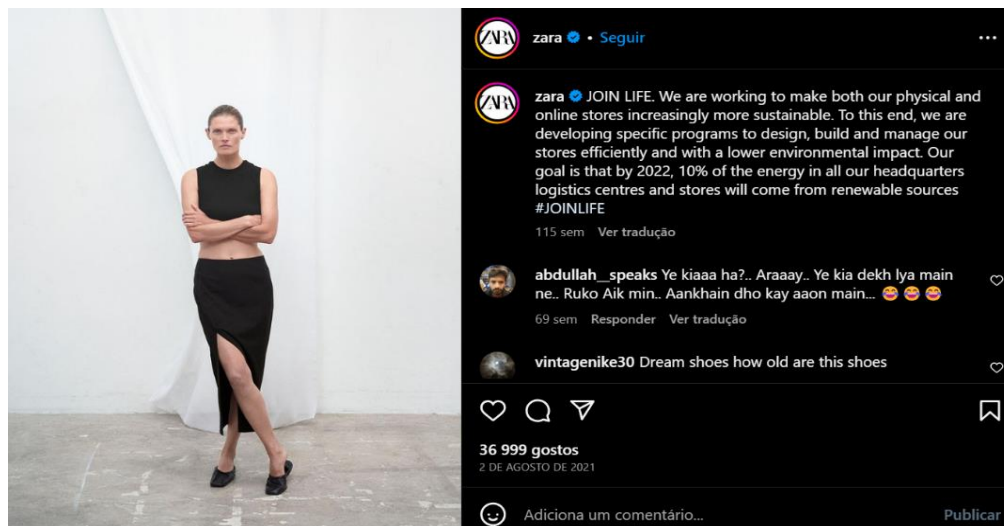 ZARA
zara • Seguir
ZARA
zara JOIN LIFE. We are working to make both our physical and
online stores increasingly more sustainable. To this end, we are
developing specific programs to design, build and manage our
stores efficiently and with a lower environmental impact. Our
goal is that by 2022, 10% of the energy in all our headquarters
logistics centres and stores will come from renewable sources
#JOINLIFE
115 sem Ver tradução
abdullah__speaks Ye kiaaa ha?.. Araaay.. Ye kia dekh lya main
ne.. Ruko Aik min.. Aankhain dho kay aaon main... 😂 😂 😂
69 sem Responder Ver tradução
vintagenike30 Dream shoes how old are this shoes
36 999 gostos
2 DE AGOSTO DE 2021
Adiciona um comentário... Publicar